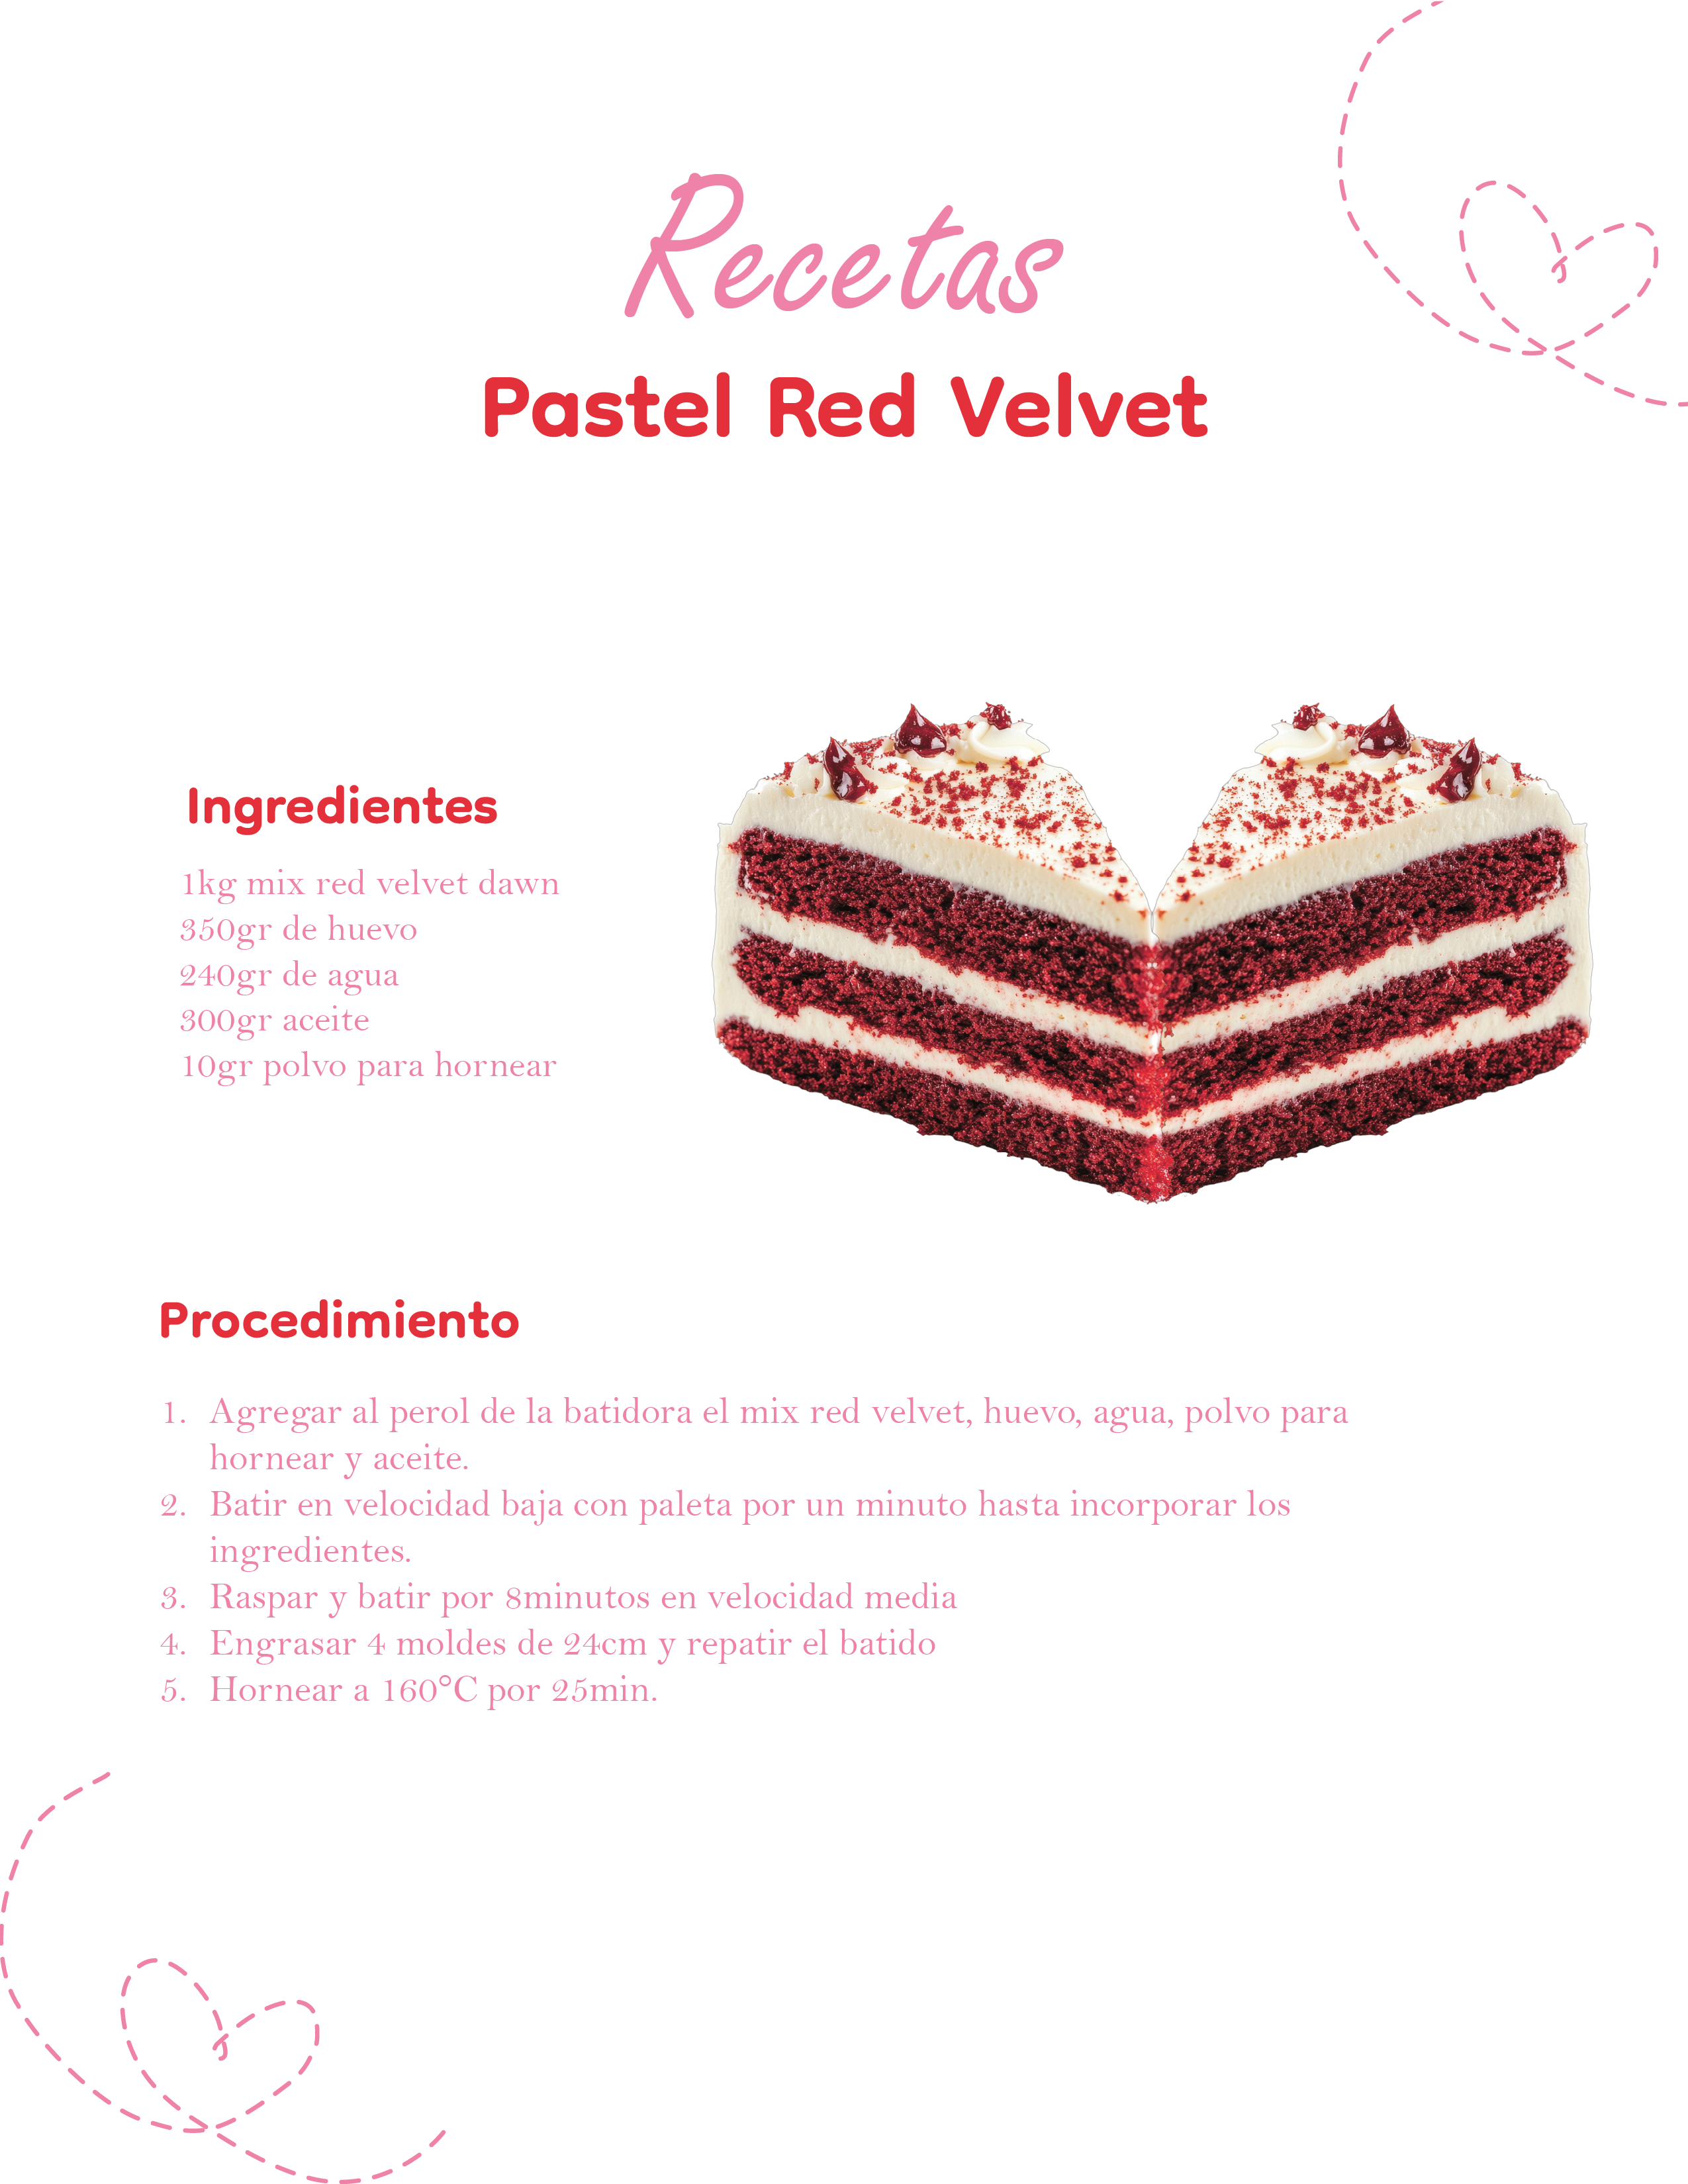 Recetas
Pastel Red Velvet
Ingredientes
1kg mix red velvet dawn
350gr de huevo
240gr de agua
300gr aceite
10gr polvo para hornear
Procedimiento
1. Agregar al perol de la batidora el mix red velvet, huevo, agua, polvo para
hornear y aceite.
2. Batir en velocidad baja con paleta por un minuto hasta incorporar los
ingredientes.
3. Raspar y batir por 8minutos en velocidad media
4. Engrasar 4 moldes de 24cm y repatir el batido
5. Hornear a 160°C por 25min.